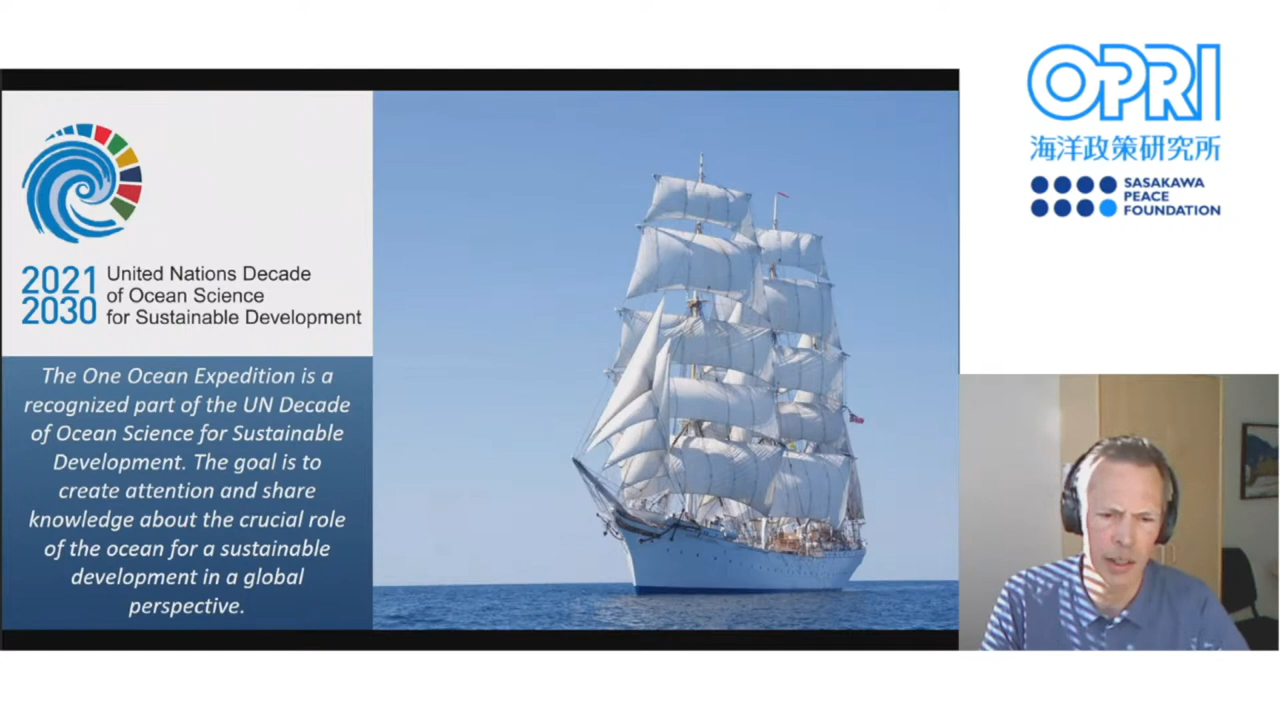 2021
2030
United Nations Decade
of Ocean Science
for Sustainable Development
The One Ocean Expedition is a
recognized part of the UN Decade
of Ocean Science for Sustainable
Development. The goal is to
create attention and share
knowledge about the crucial role
of the ocean for a sustainable
development in a global
perspective.
OPRI
海洋政策研究所
SASAKAWA
PEACE
FOUNDATION